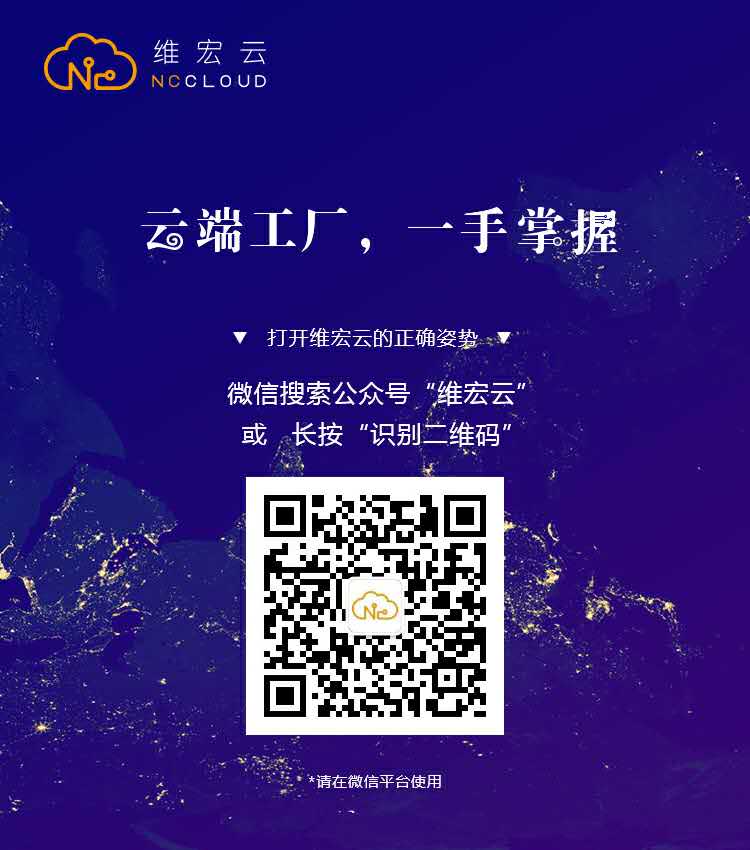 维宏云
NCCLOUD
云端工厂，一手掌握
▼ 打开维宏云的正确姿势 ▼
微信搜索公众号“维宏云”
或 长按“识别二维码”
NC
*请在微信平台使用